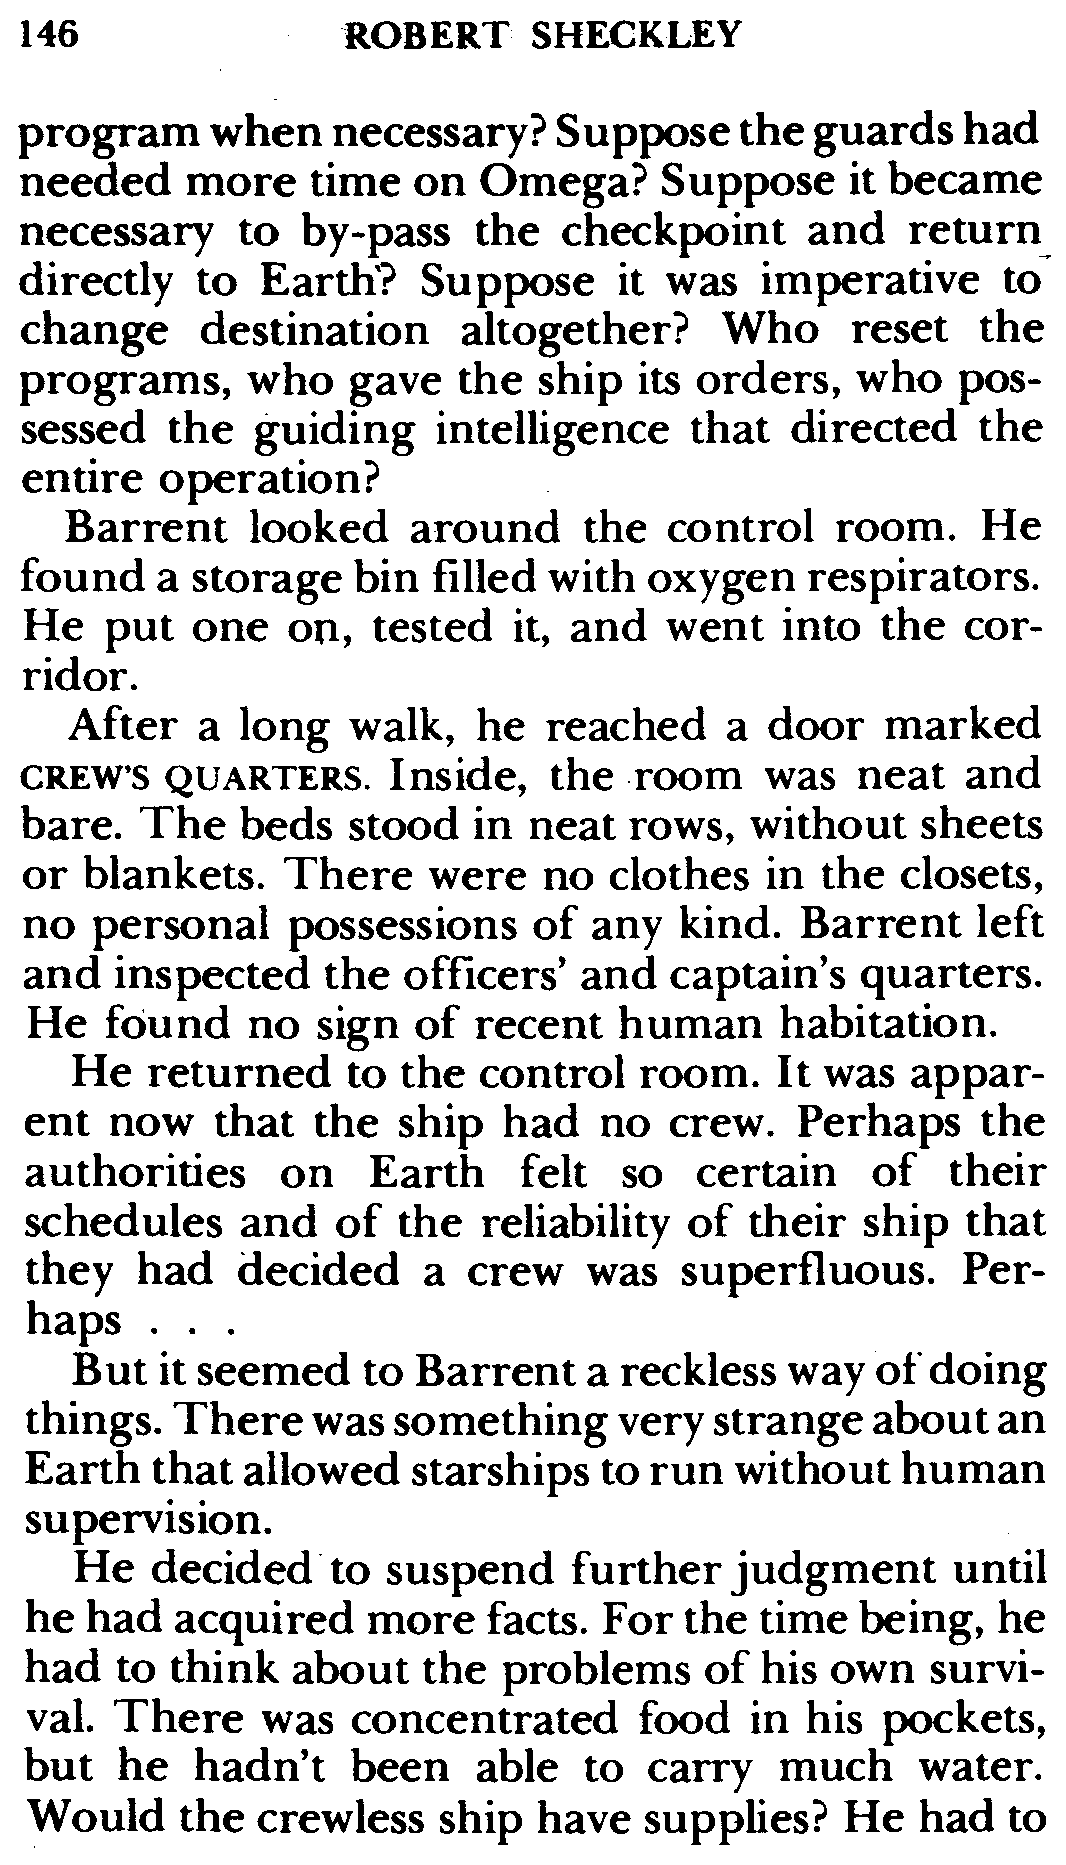 146 ROBERT SHECKLEY
program when necessary? Suppose the guards had
needed more time on Omega? Suppose it became
necessary to by-pass the checkpoint and return
directly to Earth? Suppose it was imperative to
change destination altogether? Who reset the
programs, who gave the ship its orders, who pos-
sessed the guiding intelligence that directed the
entire operation?
Barrent looked around the control room. He
found a storage bin filled with oxygen respirators.
He put one on, tested it, and went into the cor-
ridor.
After a long walk, he reached a door marked
CREW'S QUARTERS. Inside, the room was neat and
bare. The beds stood in neat rows, without sheets
or blankets. There were no clothes in the closets,
no personal possessions of any kind. Barrent left
and inspected the officers' and captain's quarters.
He found no sign of recent human habitation.
He returned to the control room. It was appar-
ent now that the ship had no crew. Perhaps the
authorities on Earth felt so certain of their
schedules and of the reliability of their ship that
they had decided a crew was superfluous. Per-
haps . . .
But it seemed to Barrent a reckless way of doing
things. There was something very strange about an
Earth that allowed starships to run without human
supervision.
He decided to suspend further judgment until
he had acquired more facts. For the time being, he
had to think about the problems of his own survi-
val. There was concentrated food in his pockets,
but he hadn't been able to carry much water.
Would the crewless ship have supplies? He had to